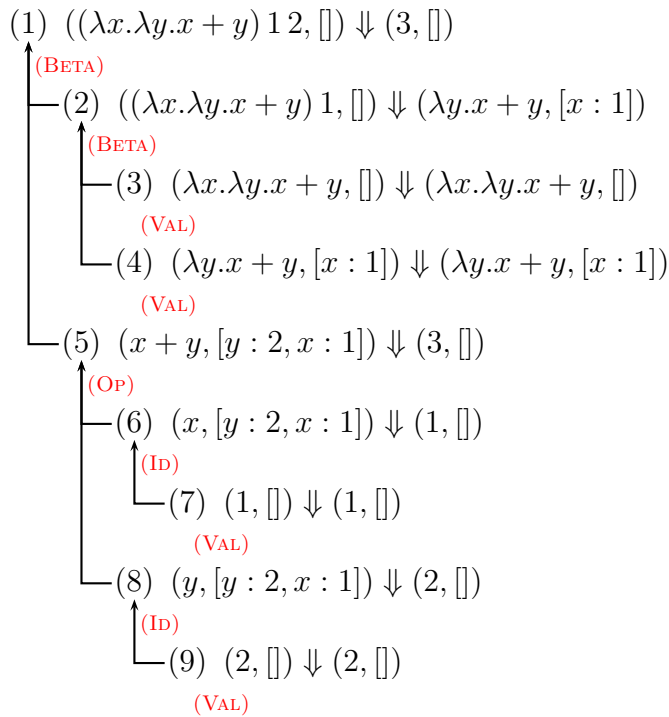 (1) ((λx.λy.x + y) 1 2, []) ⇓ (3, [])
(BETA)
(2) ((λx.λy.x + y) 1, []) ⇓ (λy.x + y, [x : 1])
(BETA)
(3) (λx.λy.x + y, []) ⇓ (λx.λy.x + y, [])
(VAL)
(4) (λy.x + y, [x : 1]) ⇓ (λy.x + y, [x : 1])
(VAL)
(5) (x + y, [y : 2, x : 1]) ⇓ (3, [])
(OP)
(6) (x, [y : 2, x : 1]) ⇓ (1, [])
(ID)
(7) (1, []) ⇓ (1, [])
(VAL)
(8) (y, [y : 2, x : 1]) ⇓ (2, [])
(ID)
(9) (2, []) ⇓ (2, [])
(VAL)